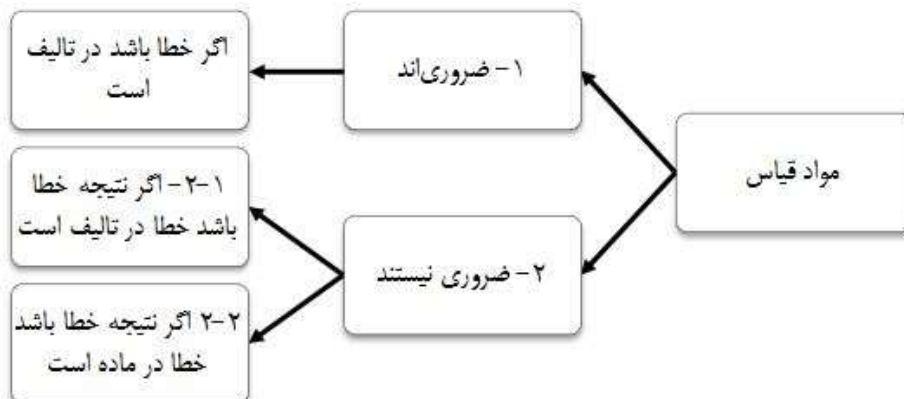 مواد قیاس
۱- ضروری‌اند
اگر خطا باشد در تالیف
است
۲- ضروری نیستند
۲-۱- اگر نتیجه خطا
باشد خطا در تالیف است
۲-۲ اگر نتیجه خطا باشد
خطا در ماده است